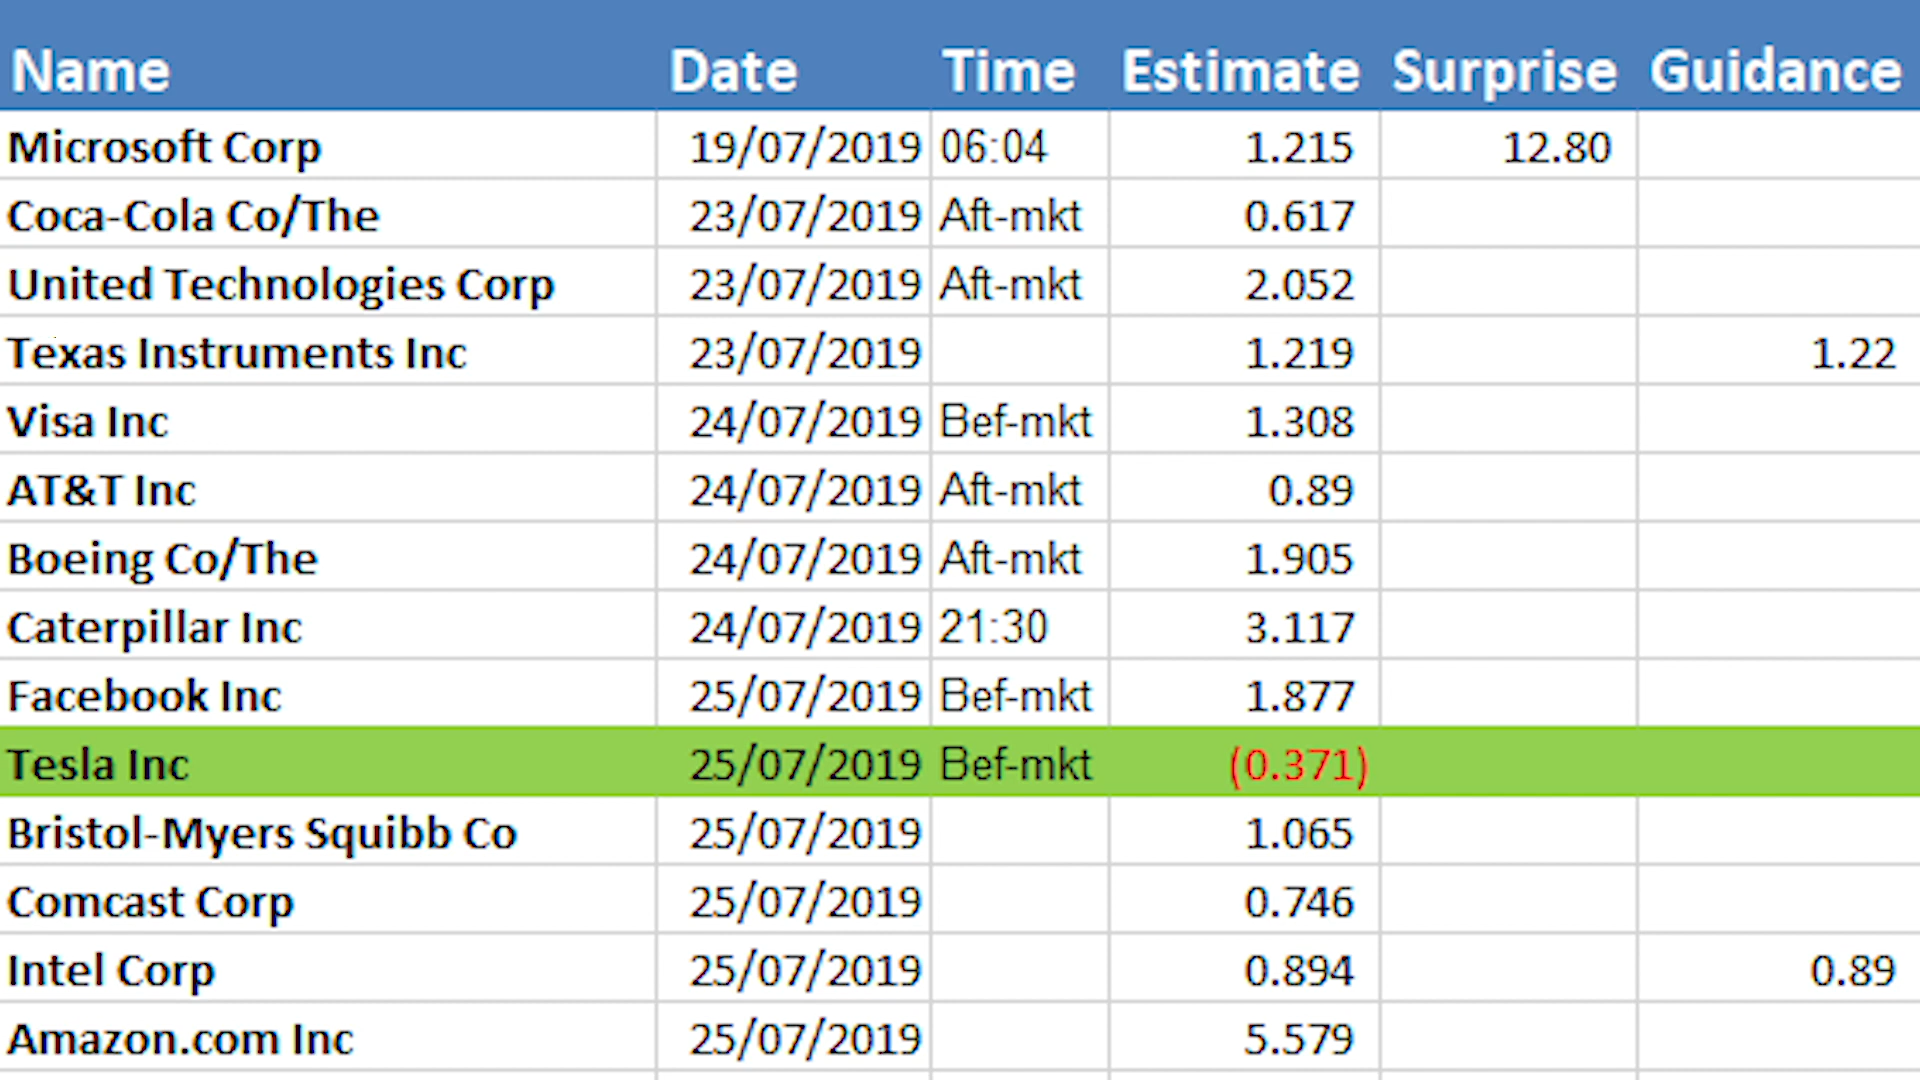 Name Date Time Estimate Surprise Guidance
Microsoft Corp 19/07/2019 06:04 1.215 12.80
Coca-Cola Co/The 23/07/2019 Aft-mkt 0.617
United Technologies Corp 23/07/2019 Aft-mkt 2.052
Texas Instruments Inc 23/07/2019 1.219 1.22
Visa Inc 24/07/2019 Bef-mkt 1.308
AT&T Inc 24/07/2019 Aft-mkt 0.89
Boeing Co/The 24/07/2019 Aft-mkt 1.905
Caterpillar Inc 24/07/2019 21:30 3.117
Facebook Inc 25/07/2019 Bef-mkt 1.877
Tesla Inc 25/07/2019 Bef-mkt (0.371)
Bristol-Myers Squibb Co 25/07/2019 1.065
Comcast Corp 25/07/2019 0.746
Intel Corp 25/07/2019 0.894 0.89
Amazon.com Inc 25/07/2019 5.579